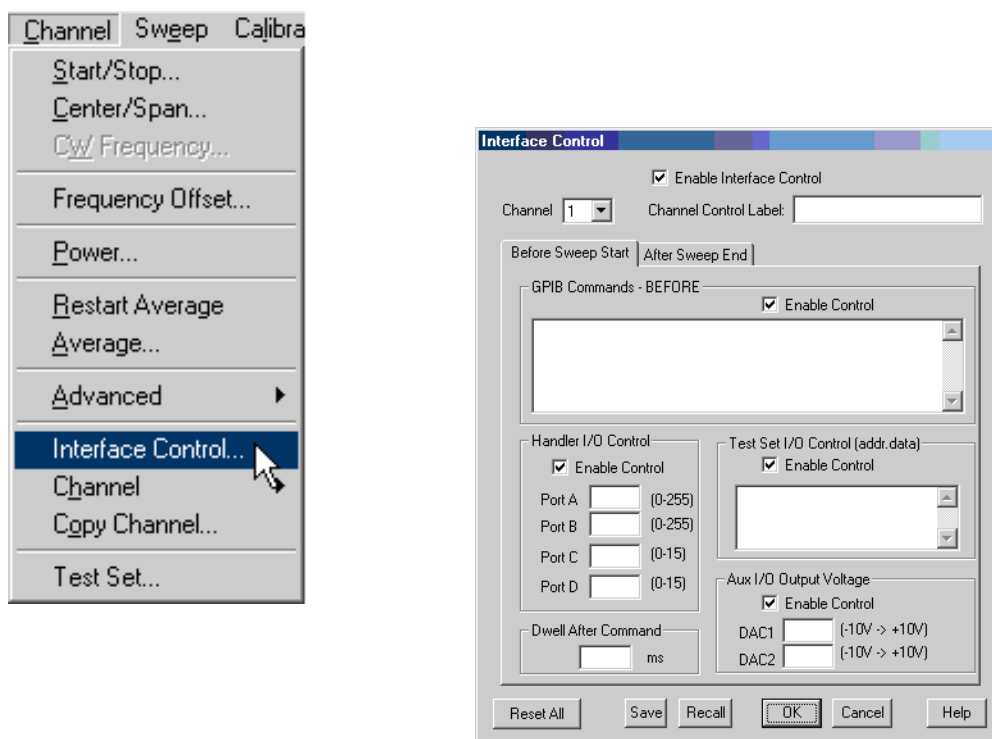 Channel Sweep Calibra
Start/Stop...
Center/Span...
CW Frequency...
Frequency Offset...
Power...
Restart Average
Average...
Advanced
Interface Control...
Channel
Copy Channel...
Test Set...
Interface Control
Enable Interface Control
Channel 1 Channel Control Label:
Before Sweep Start After Sweep End
GPIB Commands - BEFORE
Enable Control
Handler I/O Control
Enable Control
Port A (0-255)
Port B (0-255)
Port C (0-15)
Port D (0-15)
Dwell After Command
ms
Test Set I/O Control (addr.data)
Enable Control
Aux I/O Output Voltage
Enable Control
DAC1 (-10V -> +10V)
DAC2 (-10V -> +10V)
Reset All Save Recall OK Cancel Help